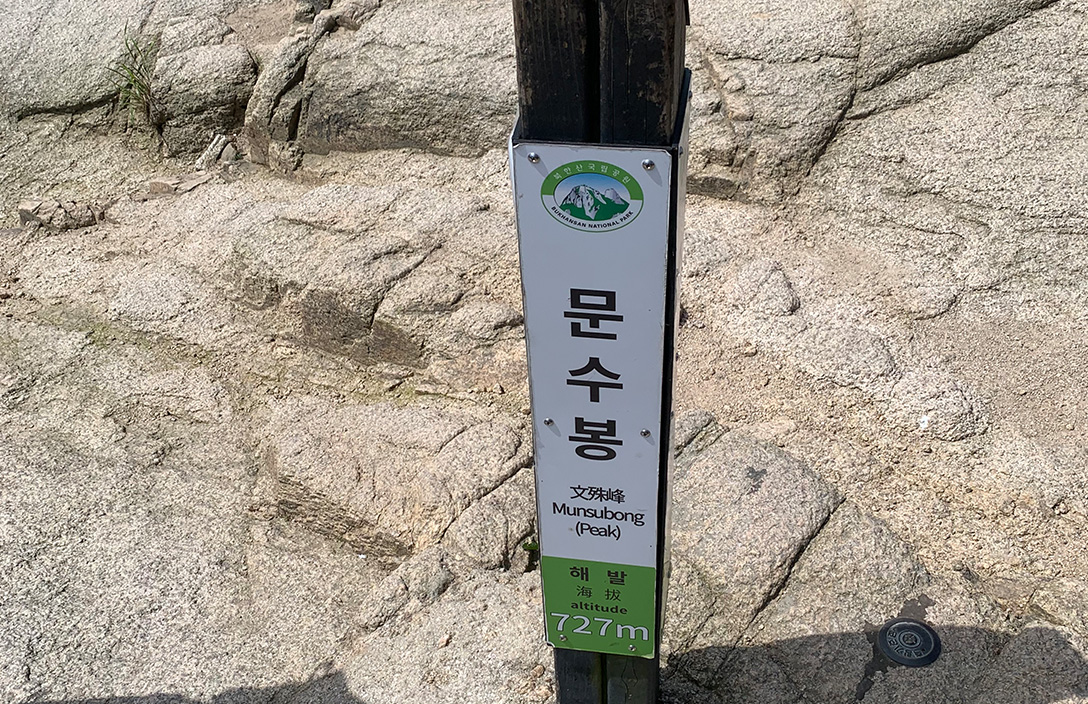 북한산국립공원
BUKHANSAN NATIONAL PARK
문수봉
文殊峰
Munsubong
(Peak)
해발
海拔
altitude
727m